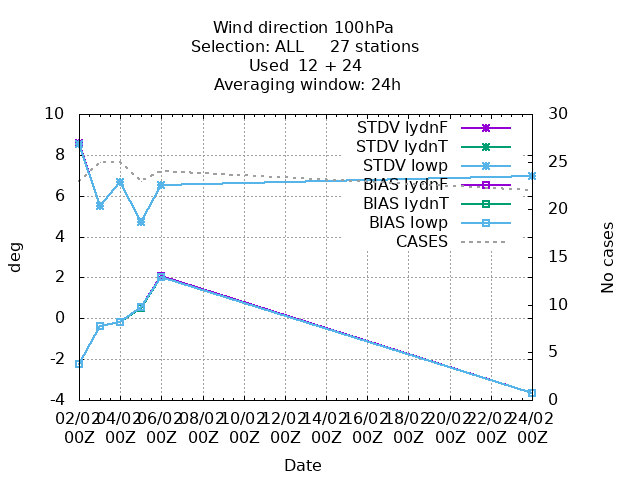 Wind direction 100hPa
Selection: ALL 27 stations
Used 12 + 24
Averaging window: 24h
10 30
STDV lydnF
8 25
STDV lydnT
STDV lowp
6 20
BIAS lydnF
BIAS lydnT
BIAS lowp
4 15
CASES
deg
No cases
2 10
0
-2 5
-4 0
02/02 04/02 06/02 08/02 10/02 12/02 14/02 16/02 18/02 20/02 22/02 24/02
00Z 00Z 00Z 00Z 00Z 00Z 00Z 00Z 00Z 00Z 00Z 00Z
Date